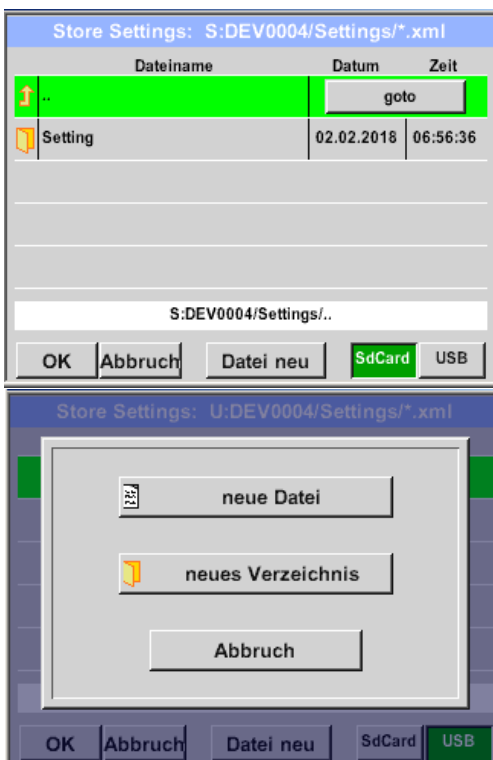 Store Settings: S:DEV0004/Settings/*.xml
Dateiname Datum Zeit
.. goto
Setting 02.02.2018 06:56:36
S:DEV0004/Settings/..
OK Abbruch Datei neu SdCard USB
Store Settings: U:DEV0004/Settings/*.xml
neue Datei
neues Verzeichnis
Abbruch
OK Abbruch Datei neu SdCard USB